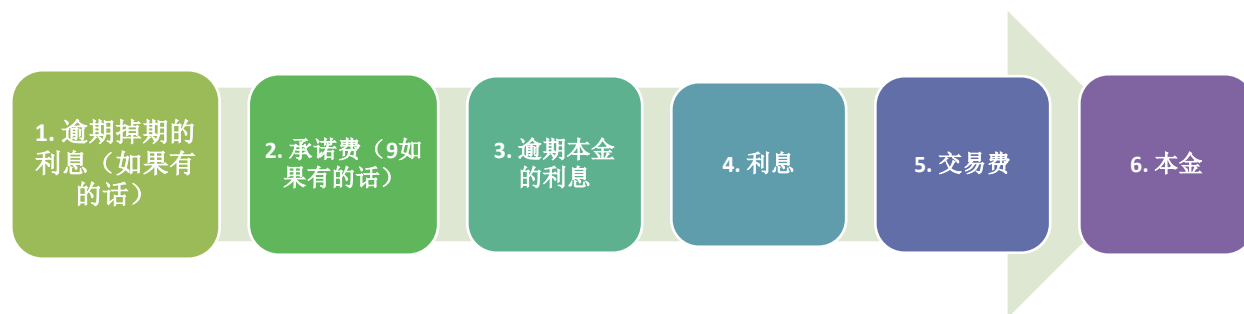 1. 逾期掉期的
利息（如果有
的话）
2. 承诺费（9如
果有的话）
3. 逾期本金
的利息
4. 利息
5. 交易费
6. 本金